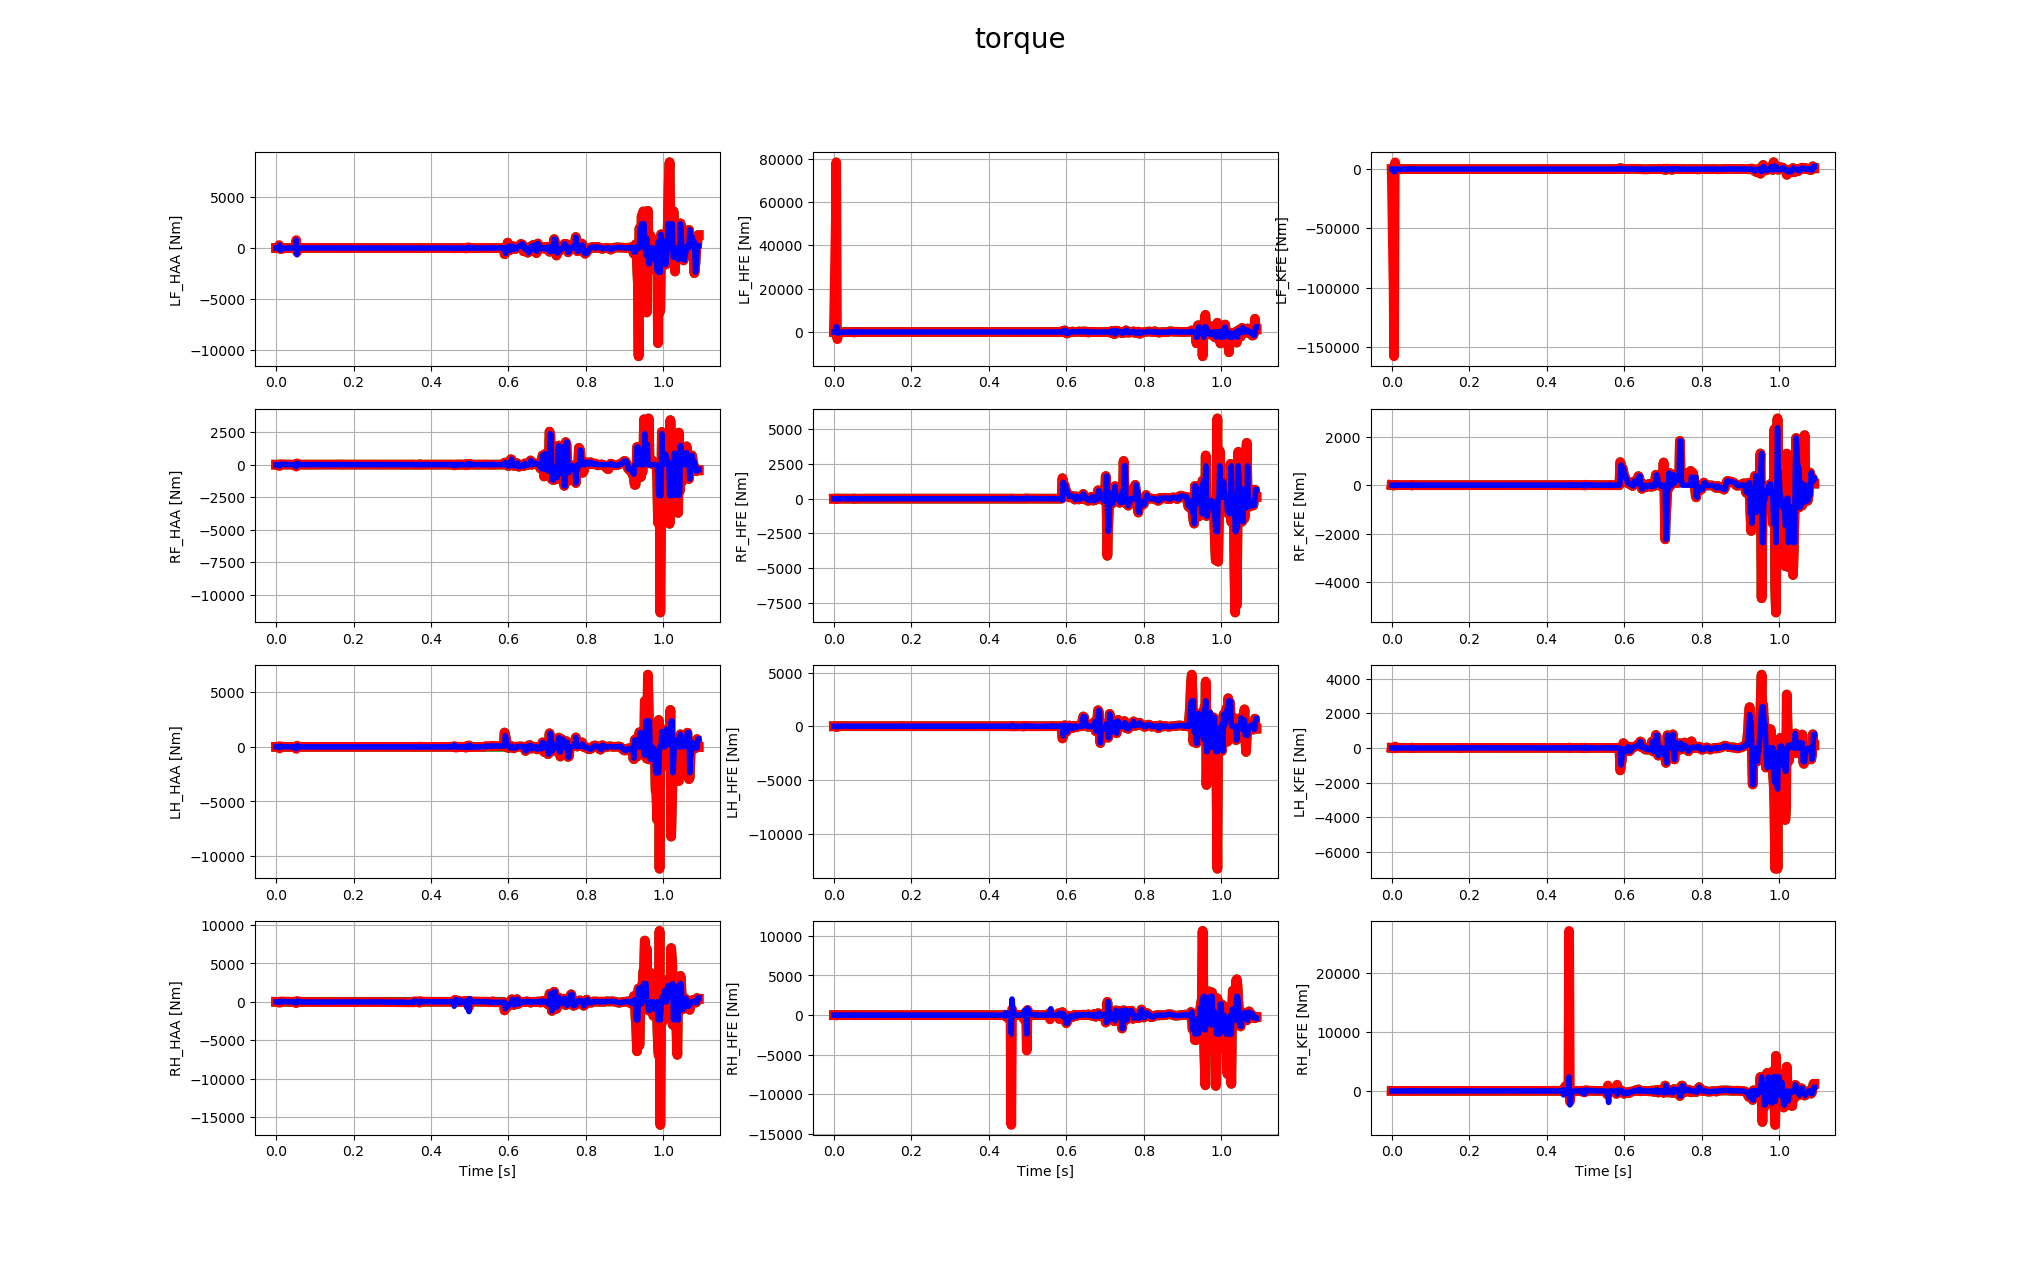 torque
LF_HAA [Nm]
5000
0
−5000
−10000
0.0 0.2 0.4 0.6 0.8 1.0
LF_HFE [Nm]
80000
60000
40000
20000
0
0.0 0.2 0.4 0.6 0.8 1.0
LF_KFE [Nm]
0
−50000
−100000
−150000
0.0 0.2 0.4 0.6 0.8 1.0
RF_HAA [Nm]
2500
0
−2500
−5000
−7500
−10000
0.0 0.2 0.4 0.6 0.8 1.0
RF_HFE [Nm]
5000
2500
0
−2500
−5000
−7500
0.0 0.2 0.4 0.6 0.8 1.0
RF_KFE [Nm]
2000
0
−2000
−4000
0.0 0.2 0.4 0.6 0.8 1.0
LH_HAA [Nm]
5000
0
−5000
−10000
0.0 0.2 0.4 0.6 0.8 1.0
LH_HFE [Nm]
5000
0
−5000
−10000
0.0 0.2 0.4 0.6 0.8 1.0
LH_KFE [Nm]
4000
2000
0
−2000
−4000
−6000
0.0 0.2 0.4 0.6 0.8 1.0
RH_HAA [Nm]
10000
5000
0
−5000
−10000
−15000
0.0 0.2 0.4 0.6 0.8 1.0
Time [s]
RH_HFE [Nm]
10000
5000
0
−5000
−10000
−15000
0.0 0.2 0.4 0.6 0.8 1.0
Time [s]
RH_KFE [Nm]
20000
10000
0
0.0 0.2 0.4 0.6 0.8 1.0
Time [s]